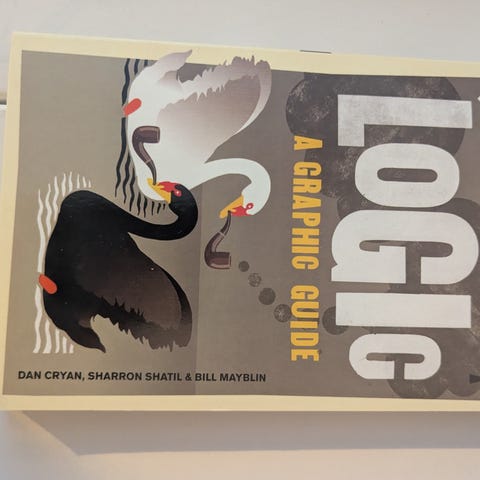 LOGIC
A GRAPHIC GUIDE
DAN CRYAN, SHARRON SHATIL & BILL MAYBLIN